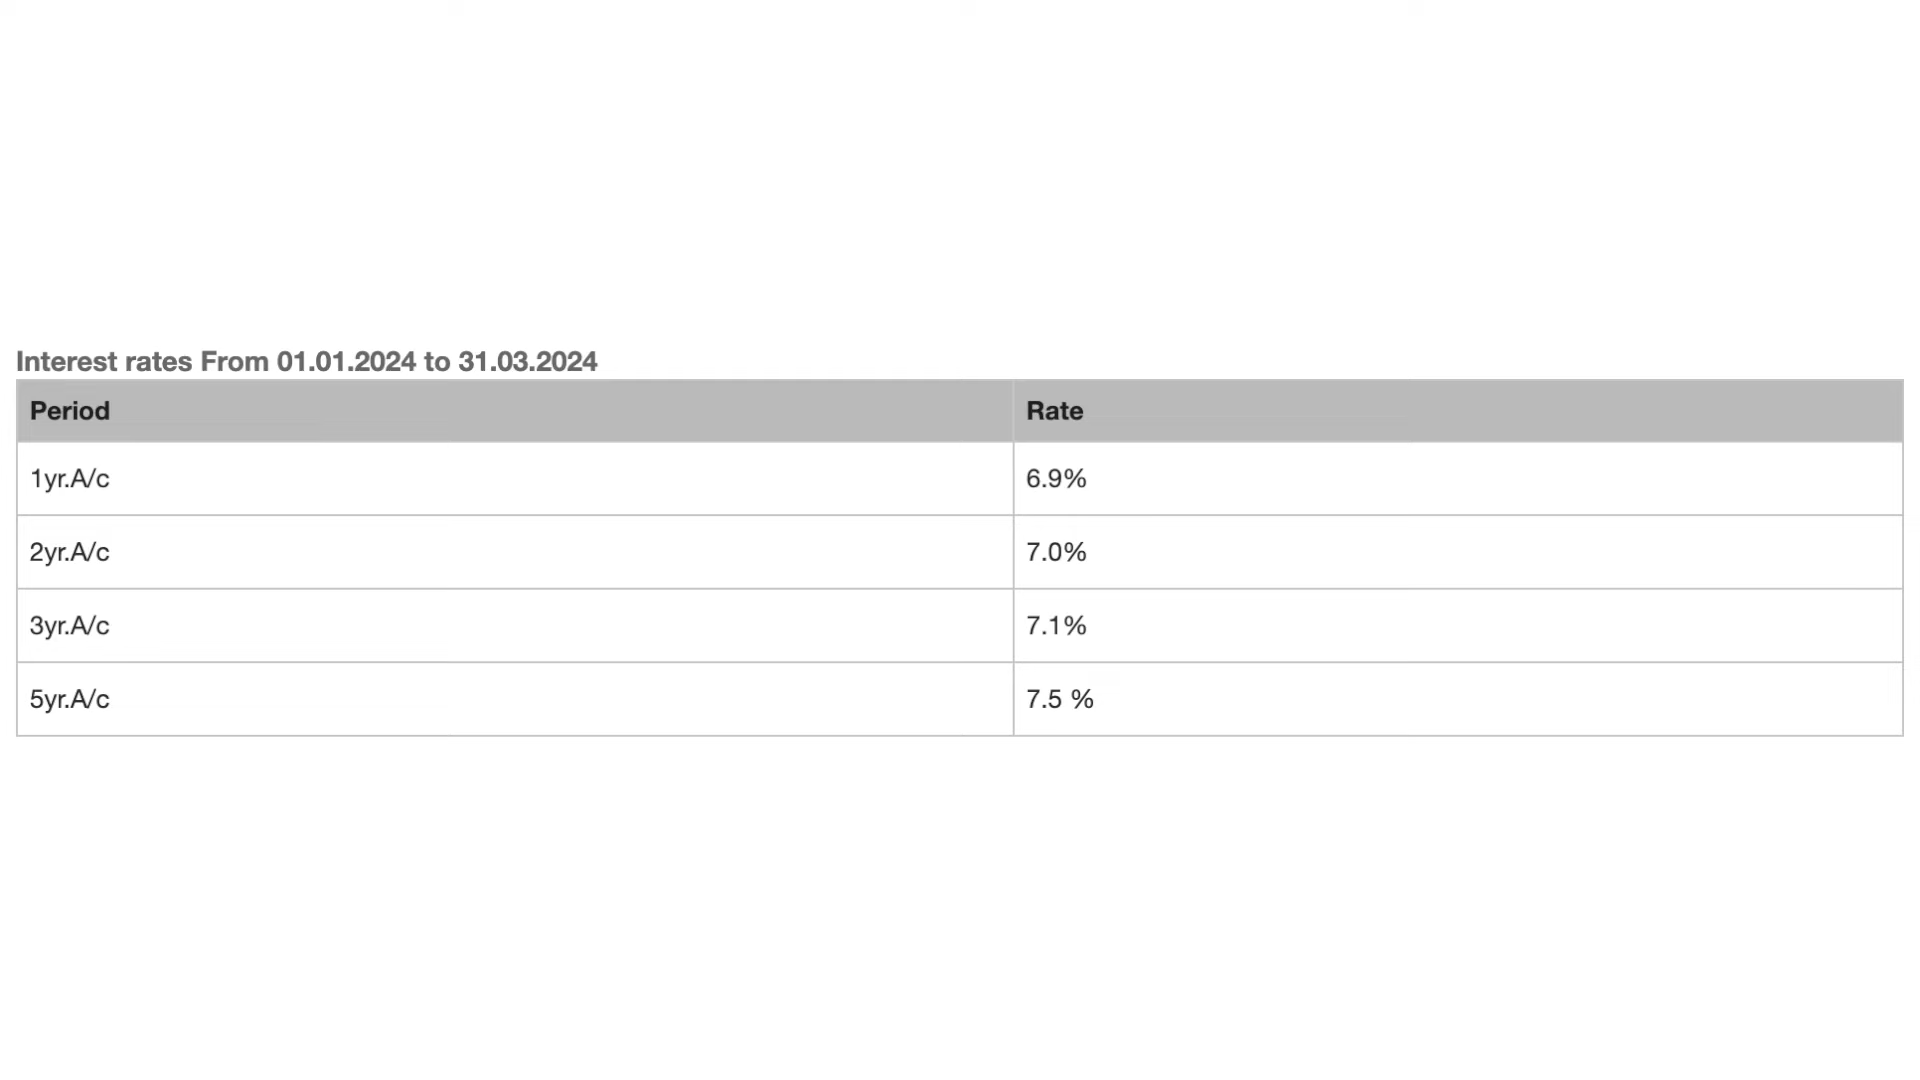 Interest rates From 01.01.2024 to 31.03.2024
Period Rate
1yr.A/c 6.9%
2yr.A/c 7.0%
3yr.A/c 7.1%
5yr.A/c 7.5 %